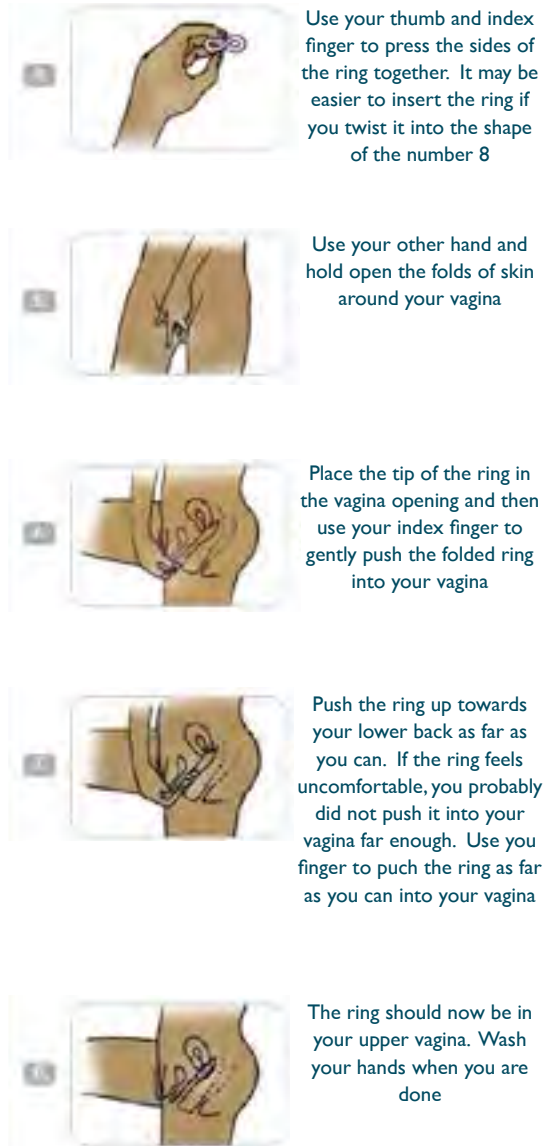 Use your thumb and index
finger to press the sides of
the ring together. It may be
easier to insert the ring if
you twist it into the shape
of the number 8
Use your other hand and
hold open the folds of skin
around your vagina
Place the tip of the ring in
the vagina opening and then
use your index finger to
gently push the folded ring
into your vagina
Push the ring up towards
your lower back as far as
you can. If the ring feels
uncomfortable, you probably
did not push it into your
vagina far enough. Use you
finger to puch the ring as far
as you can into your vagina
The ring should now be in
your upper vagina. Wash
your hands when you are
done